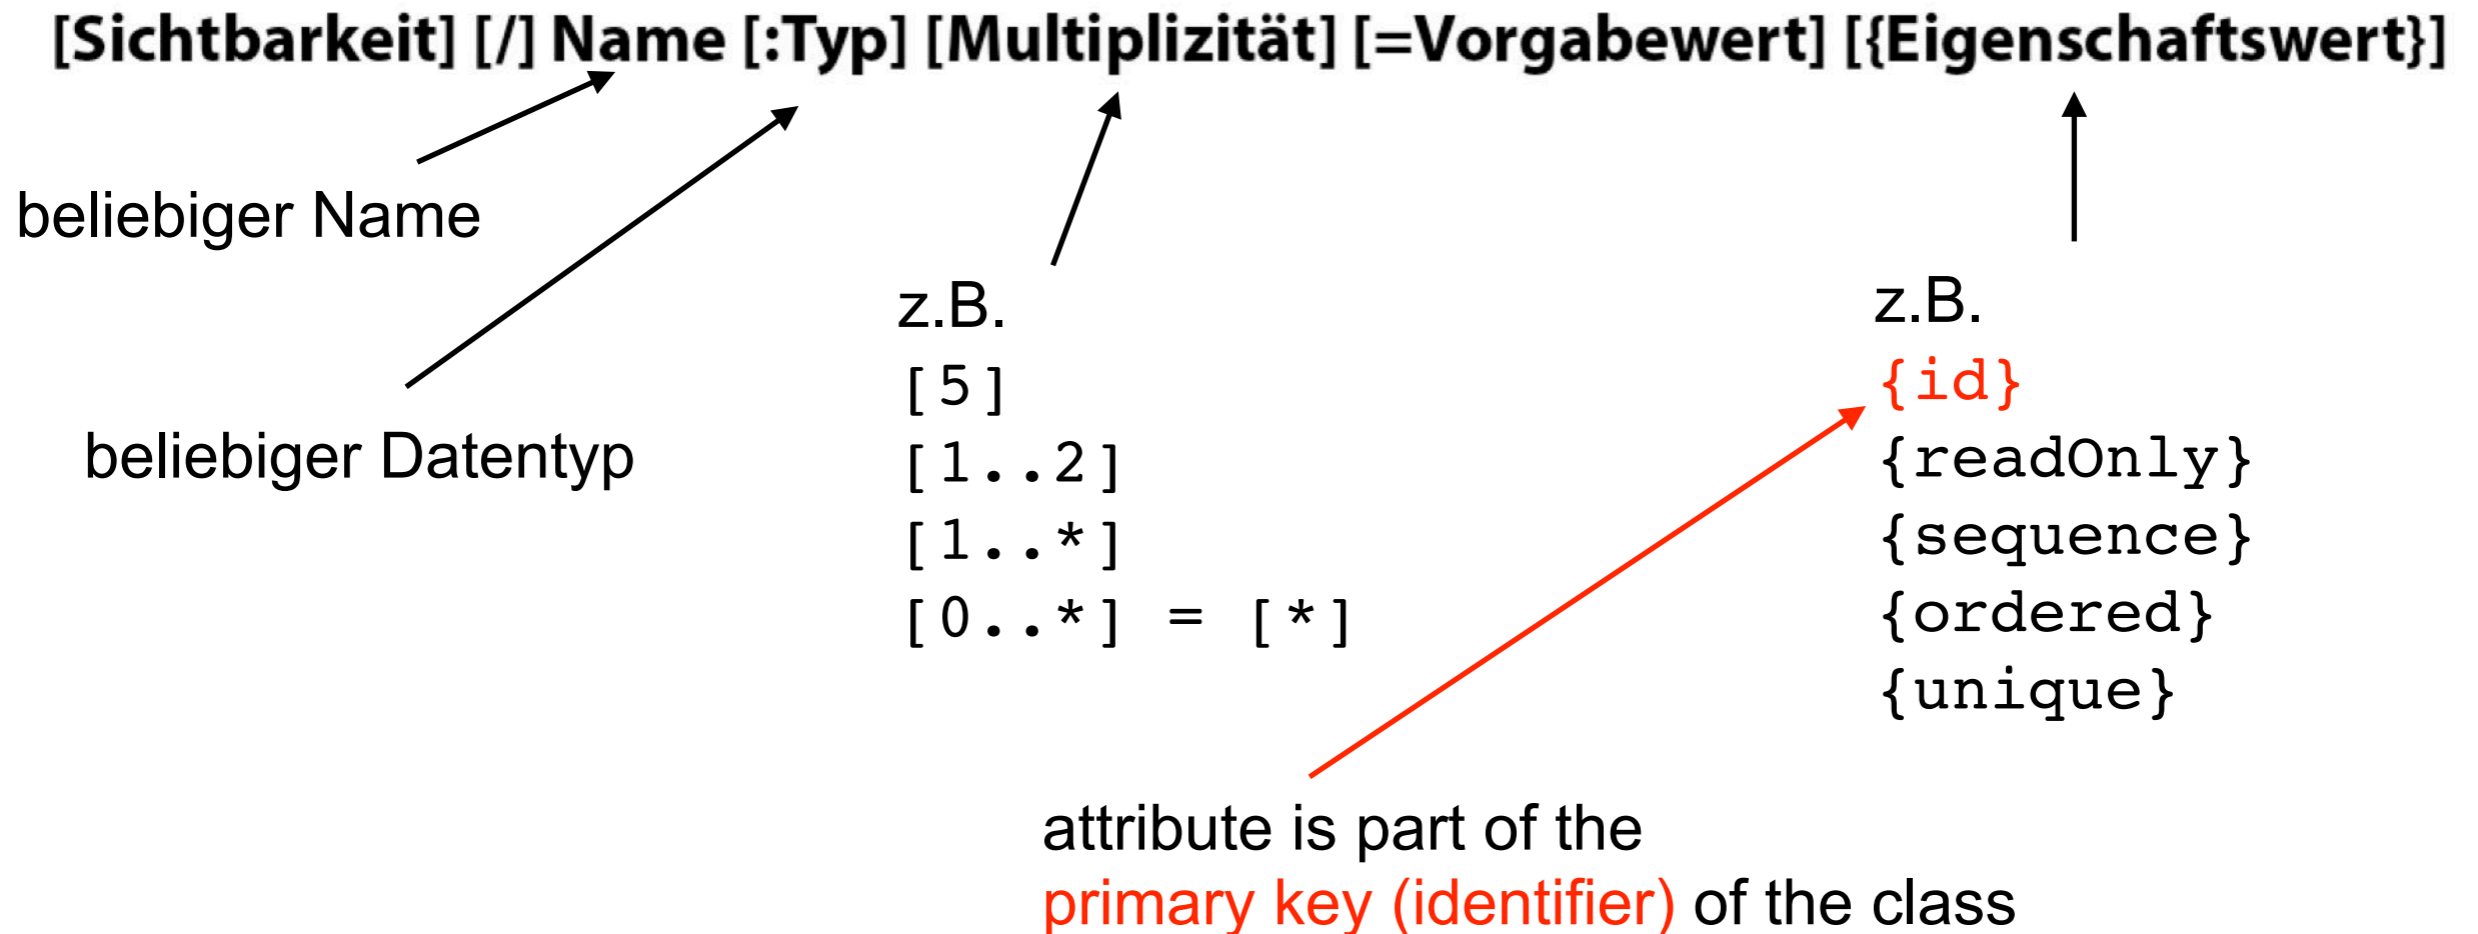 [Sichtbarkeit] [/] Name [:Typ] [Multiplizität] [=Vorgabewert] [{Eigenschaftswert}]
beliebiger Name
beliebiger Datentyp
z.B.
[5]
[1..2]
[1..*]
[0..*] = [*]
z.B.
{id}
{readOnly}
{sequence}
{ordered}
{unique}
attribute is part of the
primary key (identifier) of the class